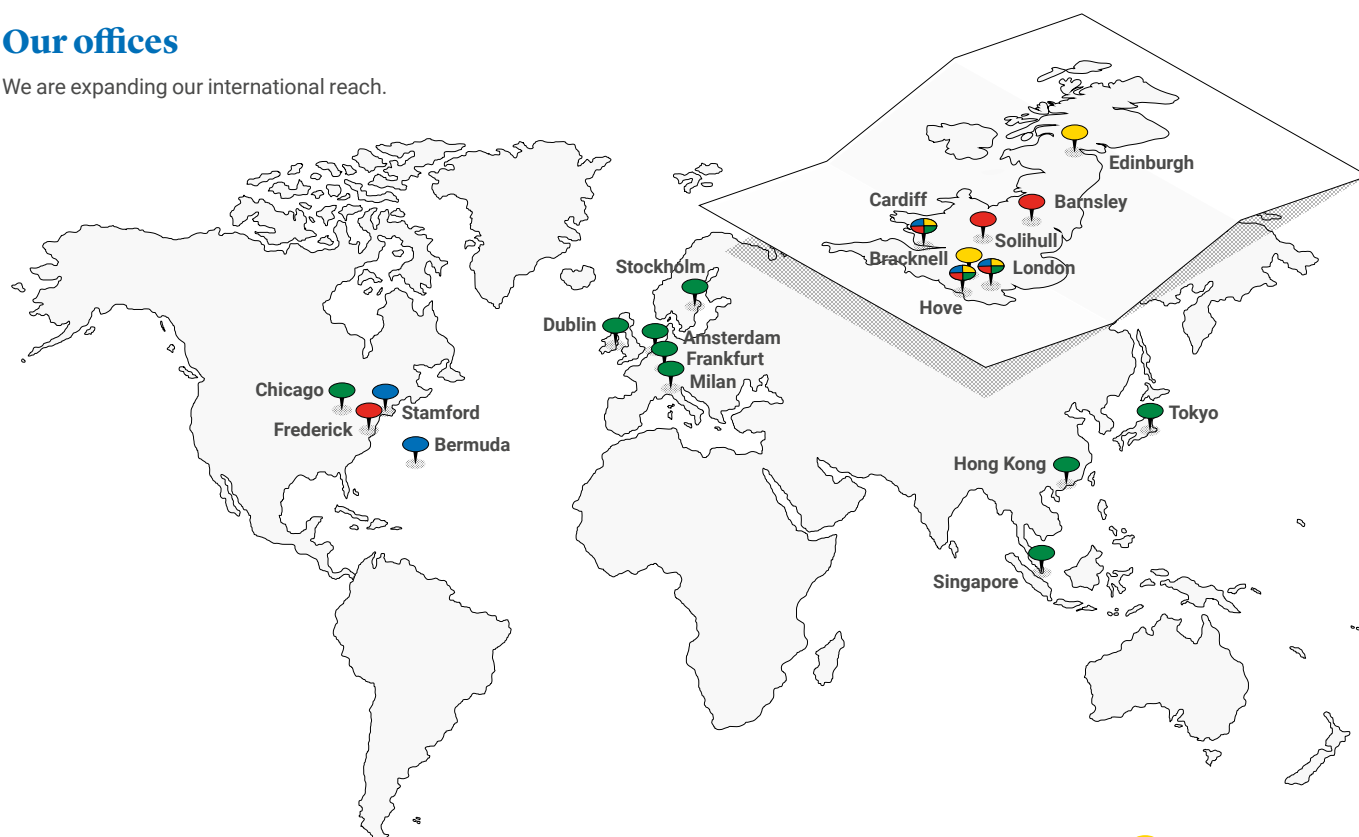 Our offices
We are expanding our international reach.
Edinburgh
Cardiff
Barnsley
Solihull
Bracknell
London
Hove
Stockholm
Dublin
Amsterdam
Frankfurt
Milan
Chicago
Stamford
Frederick
Bermuda
Tokyo
Hong Kong
Singapore